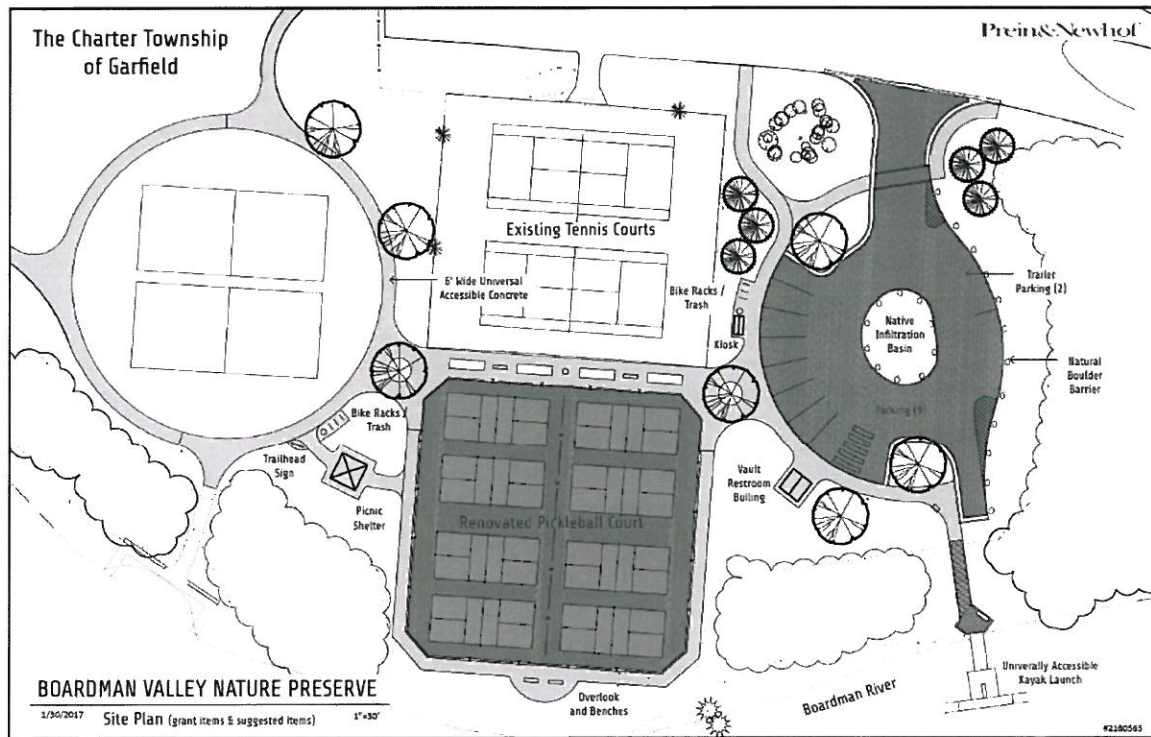 The Charter Township
of Garfield
Prein&Newhof
Existing Tennis Courts
6' Wide Universal
Accessible Concrete
Bike Racks /
Trash
Kiosk
Native
Infiltration
Basin
Trailer
Parking (2)
Natural
Boulder
Barrier
Parking (9)
Bike Racks /
Trash
Trailhead
Sign
Picnic
Shelter
Renovated Pickleball Court
Vault
Restroom
Builing
Overlook
and Benches
Boardman River
Univerally Accessible
Kayak Launch
BOARDMAN VALLEY NATURE PRESERVE
1/30/2017 Site Plan (grant items & suggested items) 1"=30'
#2160565